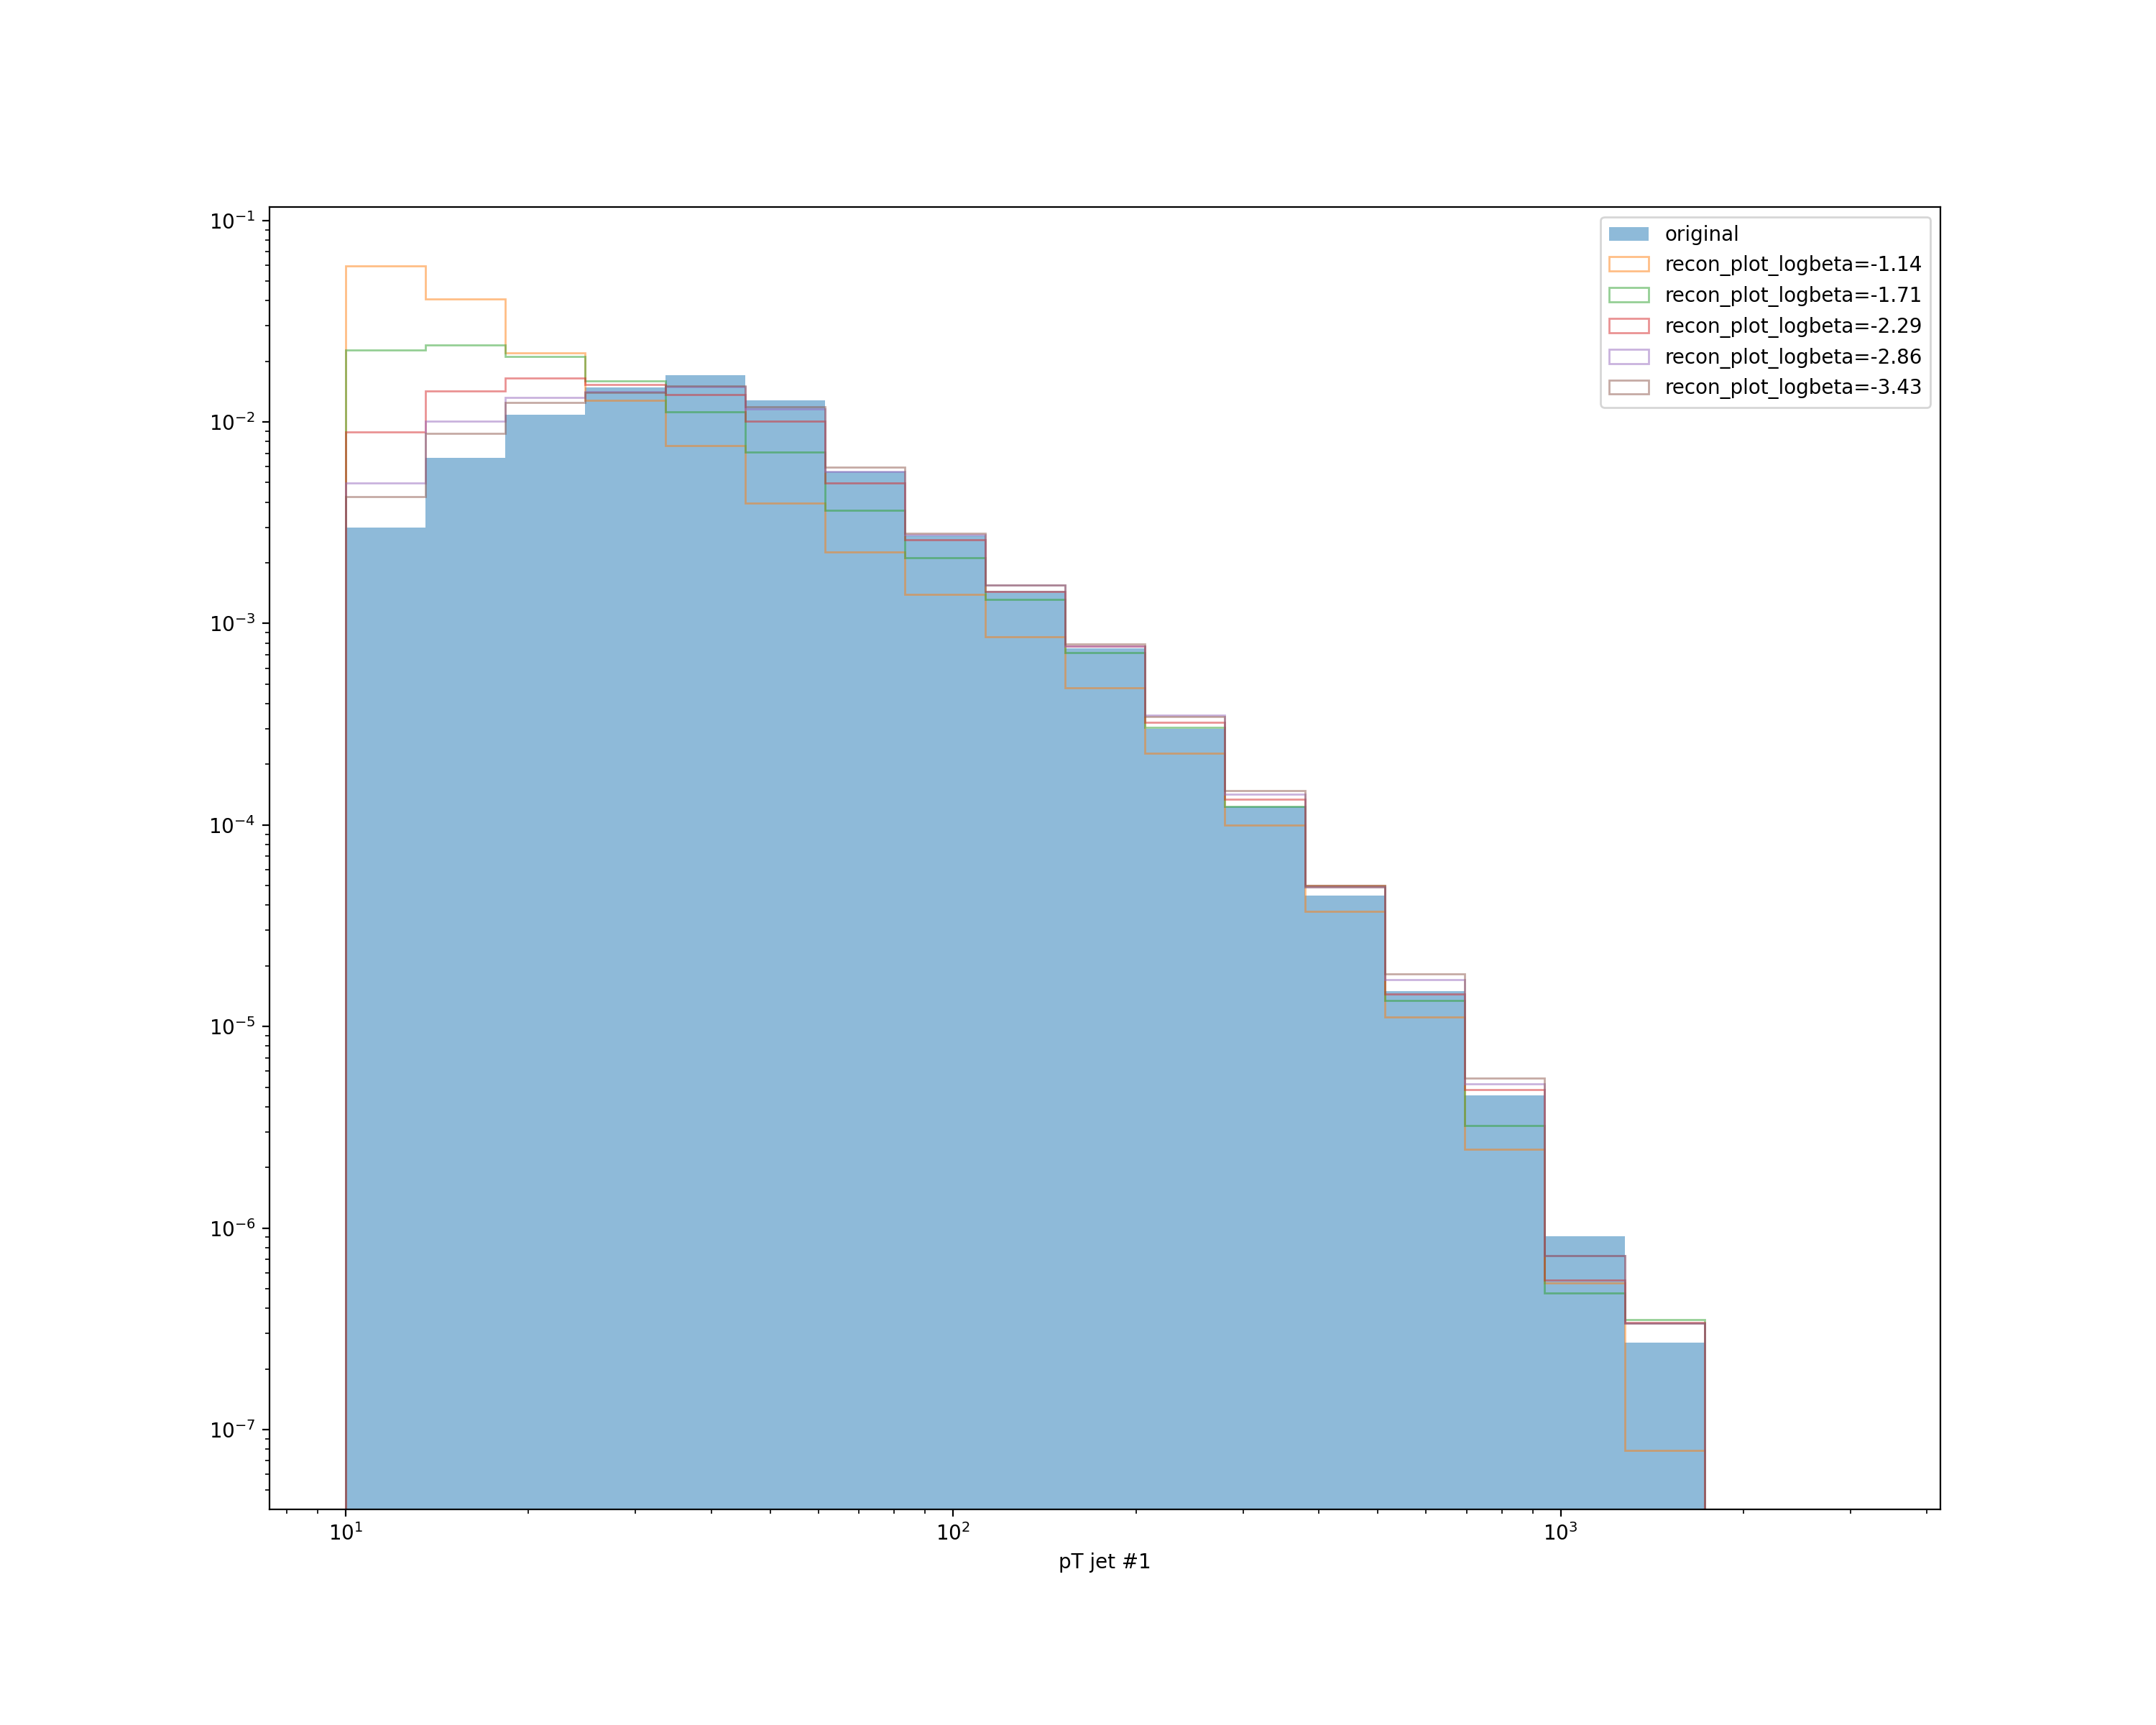 original
recon_plot_logbeta=-1.14
recon_plot_logbeta=-1.71
recon_plot_logbeta=-2.29
recon_plot_logbeta=-2.86
recon_plot_logbeta=-3.43
10⁻¹
10⁻²
10⁻³
10⁻⁴
10⁻⁵
10⁻⁶
10⁻⁷
10¹ 10² 10³
pT jet #1